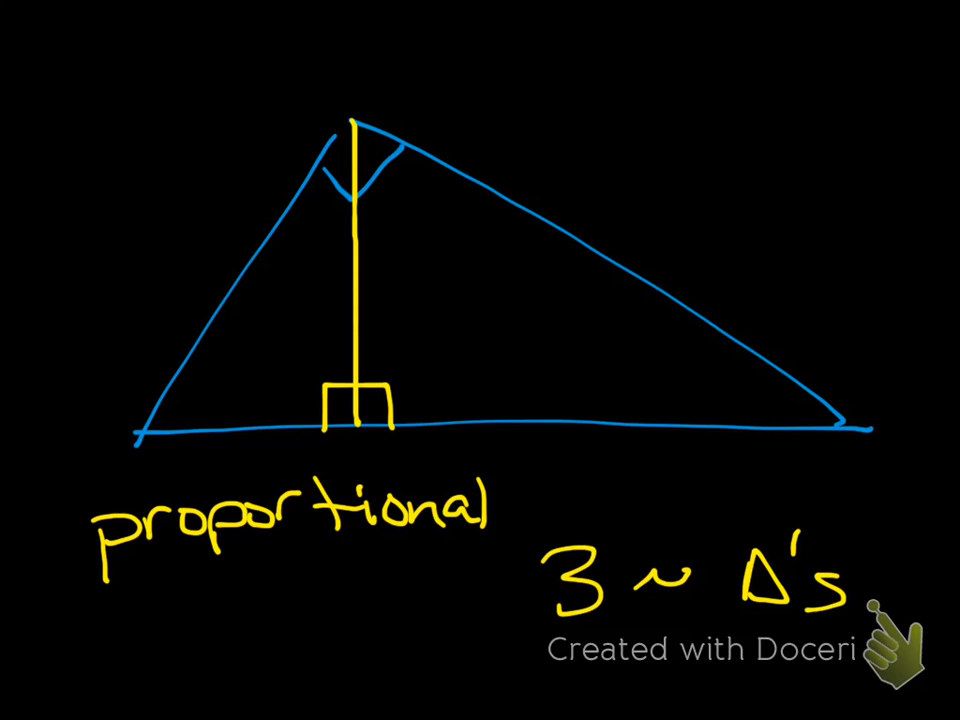 proportional
3 ~ Δ's
Created with Doceri